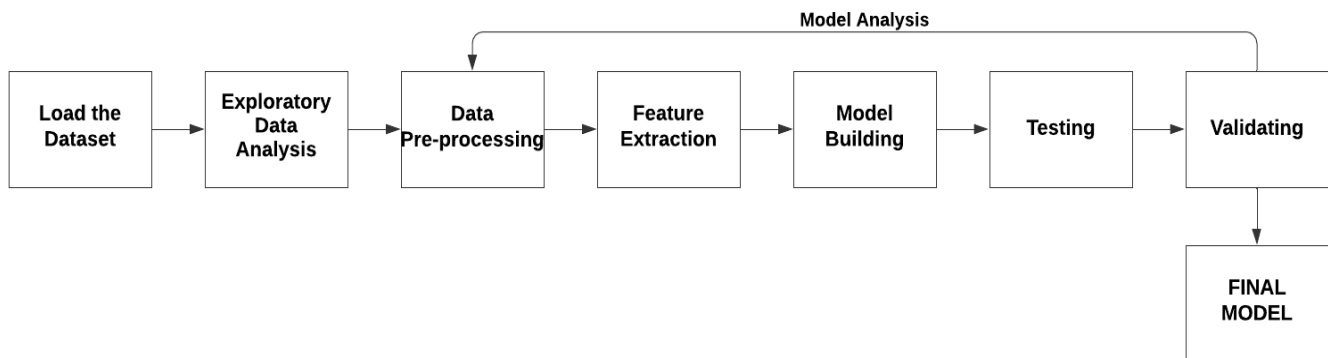 Model Analysis
Load the
Dataset
Exploratory
Data
Analysis
Data
Pre-processing
Feature
Extraction
Model
Building
Testing
Validating
FINAL
MODEL